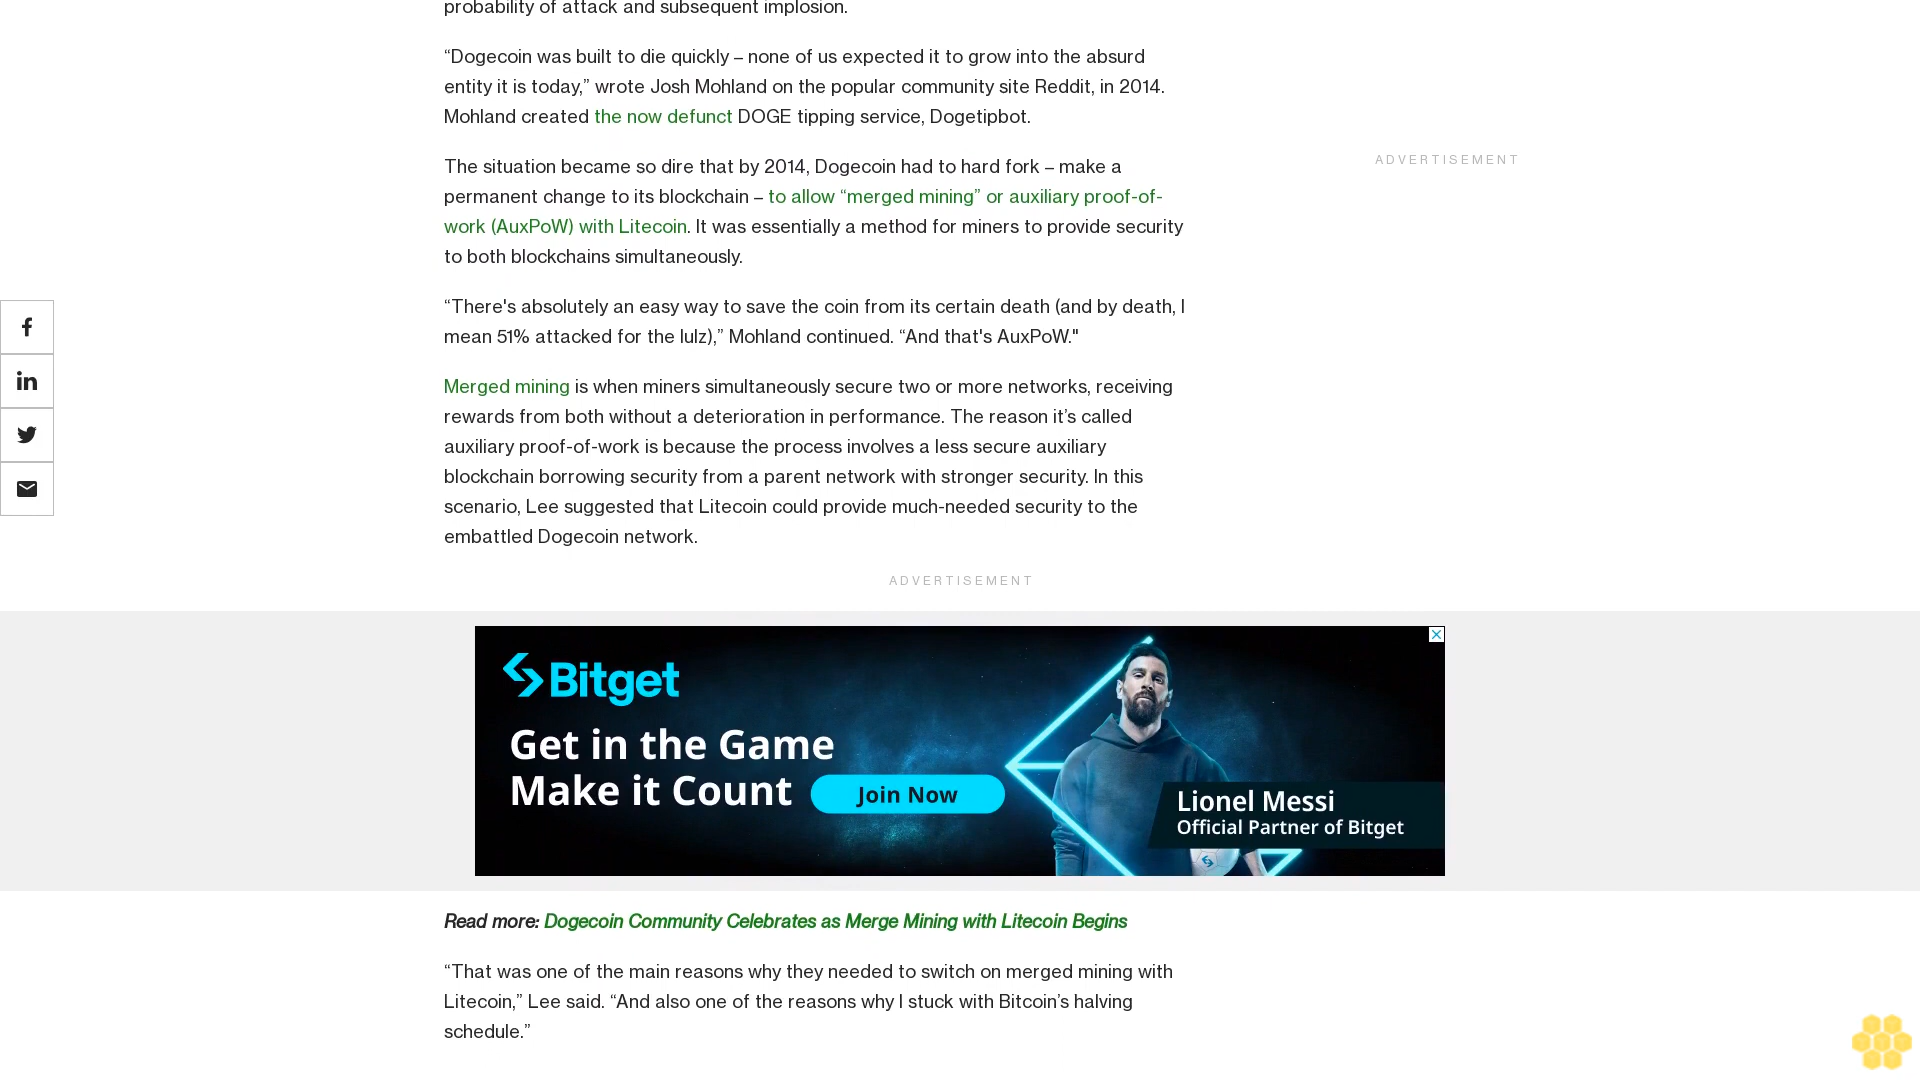 probability of attack and subsequent implosion.
“Dogecoin was built to die quickly – none of us expected it to grow into the absurd
entity it is today,” wrote Josh Mohland on the popular community site Reddit, in 2014.
Mohland created the now defunct DOGE tipping service, Dogetipbot.
The situation became so dire that by 2014, Dogecoin had to hard fork – make a
permanent change to its blockchain – to allow “merged mining” or auxiliary proof-of-
work (AuxPoW) with Litecoin. It was essentially a method for miners to provide security
to both blockchains simultaneously.
“There's absolutely an easy way to save the coin from its certain death (and by death, I
mean 51% attacked for the lulz),” Mohland continued. “And that's AuxPoW."
Merged mining is when miners simultaneously secure two or more networks, receiving
rewards from both without a deterioration in performance. The reason it’s called
auxiliary proof-of-work is because the process involves a less secure auxiliary
blockchain borrowing security from a parent network with stronger security. In this
scenario, Lee suggested that Litecoin could provide much-needed security to the
embattled Dogecoin network.
ADVERTISEMENT
ADVERTISEMENT
Bitget
Get in the Game
Make it Count
Join Now
Lionel Messi
Official Partner of Bitget
Read more: Dogecoin Community Celebrates as Merge Mining with Litecoin Begins
“That was one of the main reasons why they needed to switch on merged mining with
Litecoin,” Lee said. “And also one of the reasons why I stuck with Bitcoin’s halving
schedule.”